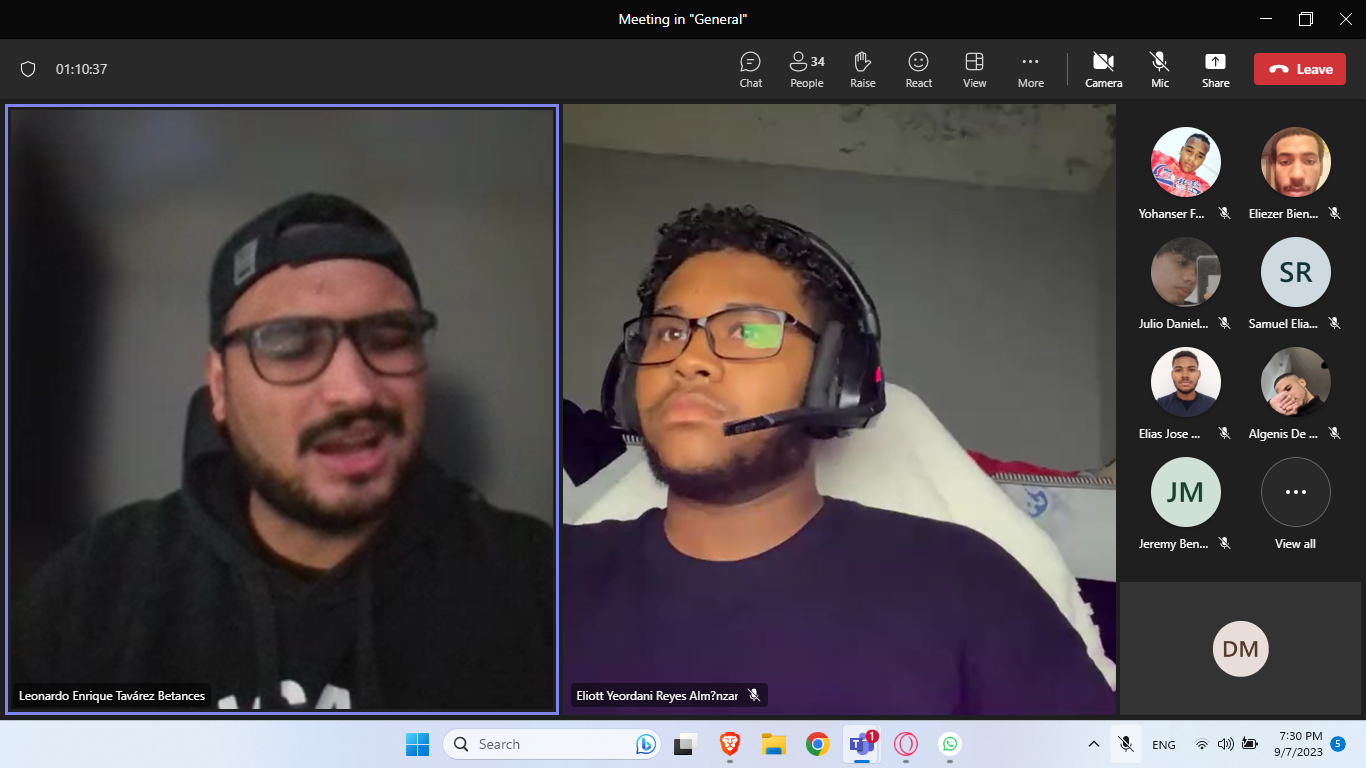 Meeting in "General"
01:10:37
Chat
People
34
Raise
React
View
More
Camera
Mic
Share
Leave
Leonardo Enrique Tavárez Betances
Eliott Yeordani Reyes Alm?nzar
Yohanser F...
Eliezer Bien...
Julio Daniel...
SR
Samuel Elia...
Elias Jose ...
Algenis De ...
JM
Jeremy Ben...
View all
DM
Search
1
ENG
7:30 PM
9/7/2023
5